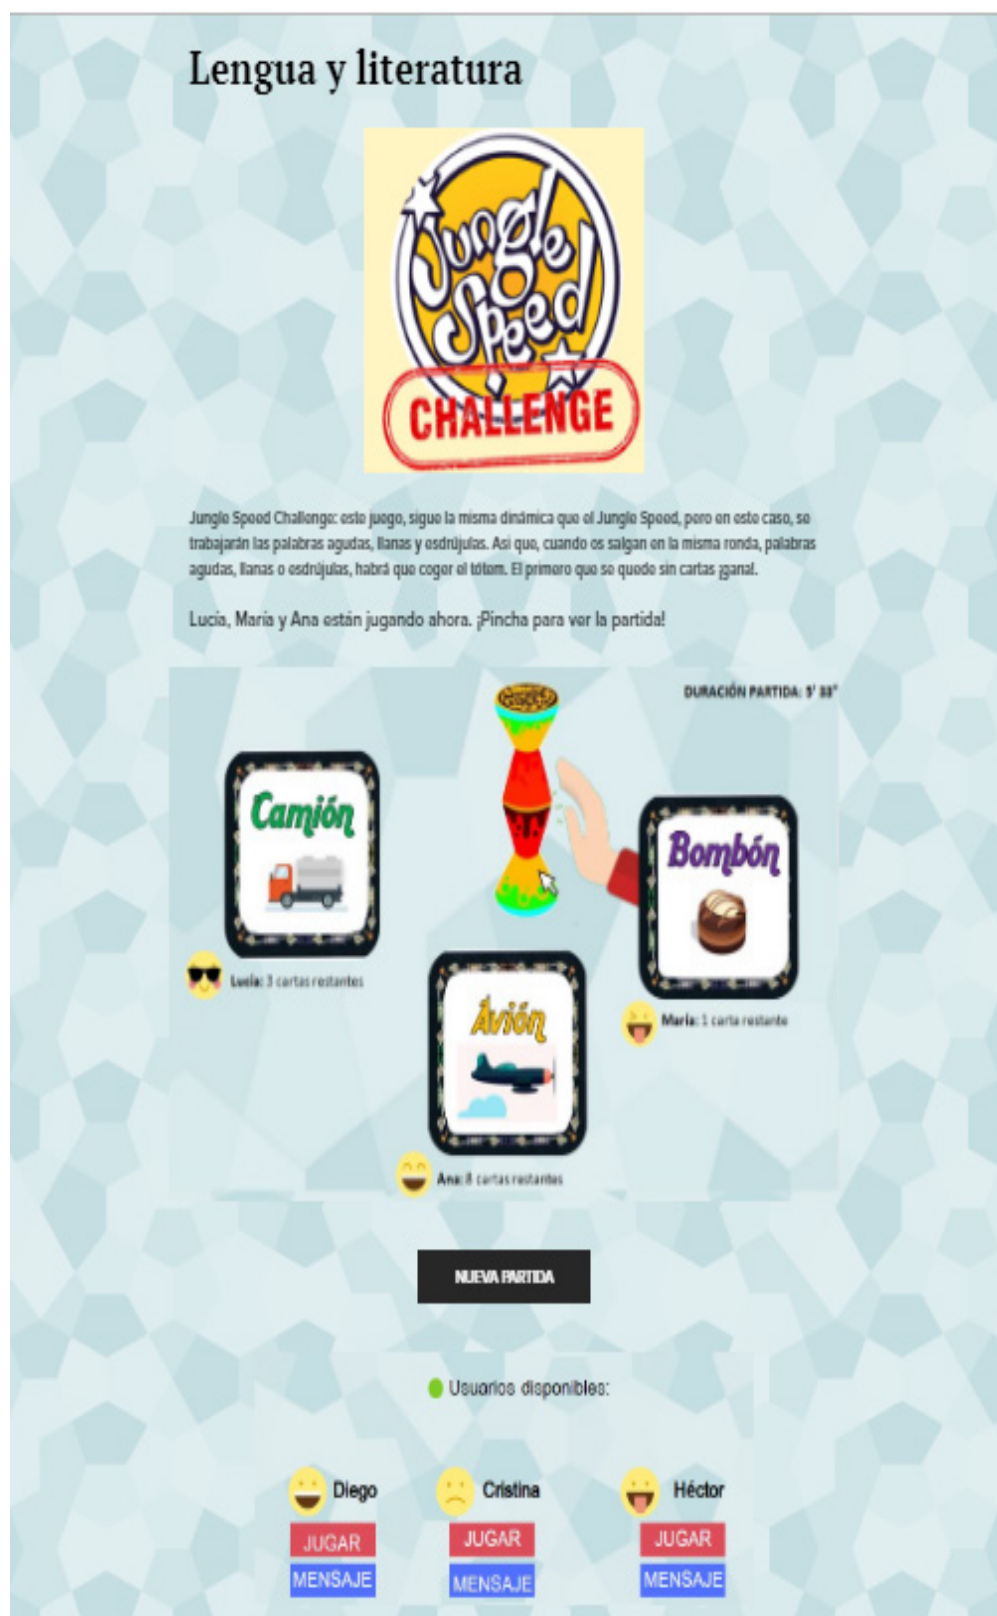 Lengua y literatura
Jungle
Speed
CHALLENGE
Jungle Speed Challenge: este juego, sigue la misma dinámica que el Jungle Speed, pero en este caso, se
trabajarán las palabras agudas, llanas y esdrújulas. Asi que, cuando os salgan en la misma ronda, palabras
agudas, llanas o esdrújulas, habrá que coger el tótem. El primero que se quede sin cartas ¡gana!.
Lucía, María y Ana están jugando ahora. ¡Pincha para ver la partida!
DURACIÓN PARTIDA: 5' 33"
Camión
Bombón
Lucía: 3 cartas restantes
Avión
María: 1 carta restante
Ana: 8 cartas restantes
NUEVA PARTIDA
Usuarios disponibles:
Diego Cristina Héctor
JUGAR JUGAR JUGAR
MENSAJE MENSAJE MENSAJE